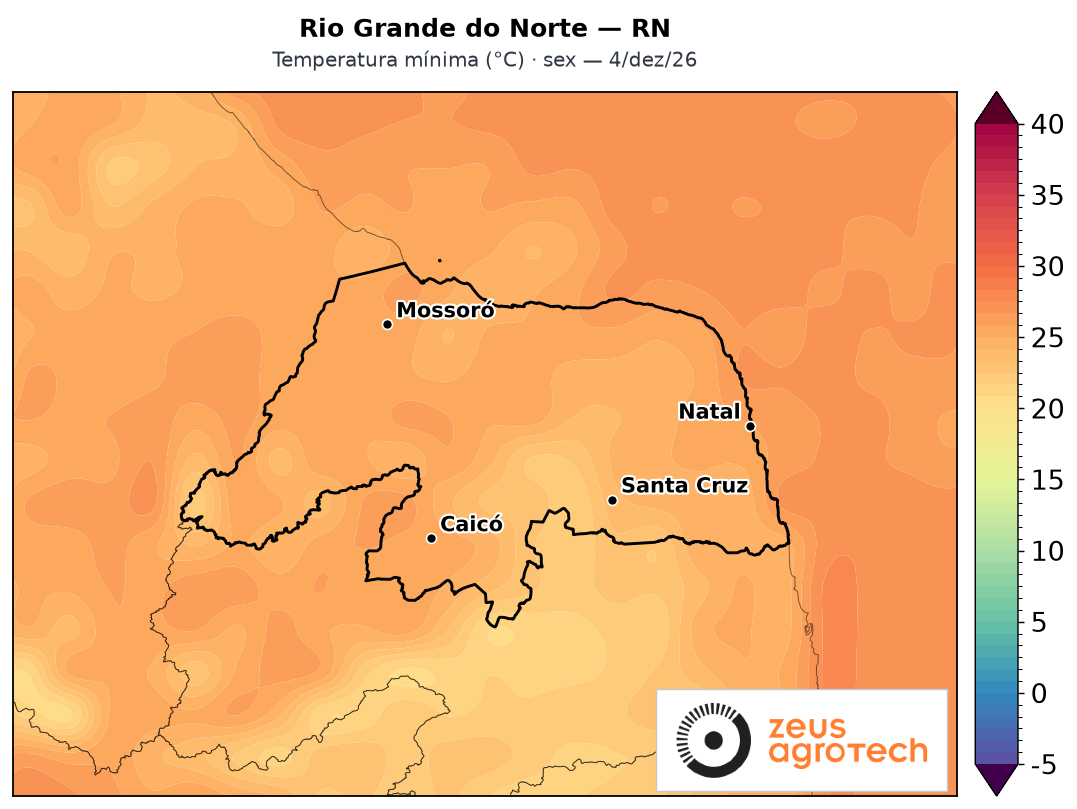 Rio Grande do Norte — RN
Temperatura mínima (°C) · sex — 4/dez/26
40
35
30
25
20
15
10
5
0
-5
Mossoró
Natal
Santa Cruz
Caicó
zeus
agrotech